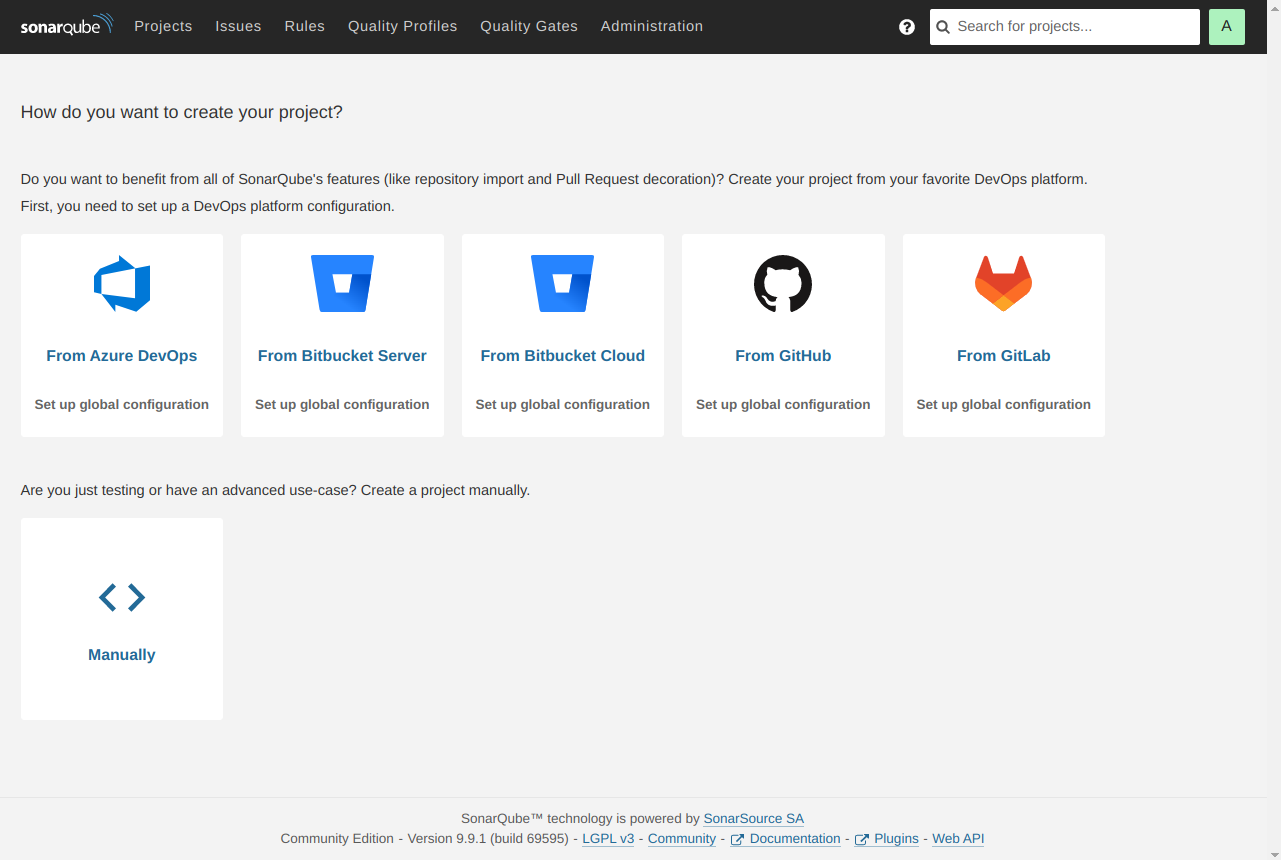 sonarqube Projects Issues Rules Quality Profiles Quality Gates Administration ? Search for projects... A
How do you want to create your project?
Do you want to benefit from all of SonarQube's features (like repository import and Pull Request decoration)? Create your project from your favorite DevOps platform.
First, you need to set up a DevOps platform configuration.
From Azure DevOps From Bitbucket Server From Bitbucket Cloud From GitHub From GitLab
Set up global configuration Set up global configuration Set up global configuration Set up global configuration Set up global configuration
Are you just testing or have an advanced use-case? Create a project manually.
Manually
SonarQube™ technology is powered by SonarSource SA
Community Edition - Version 9.9.1 (build 69595) - LGPL v3 - Community - Documentation - Plugins - Web API